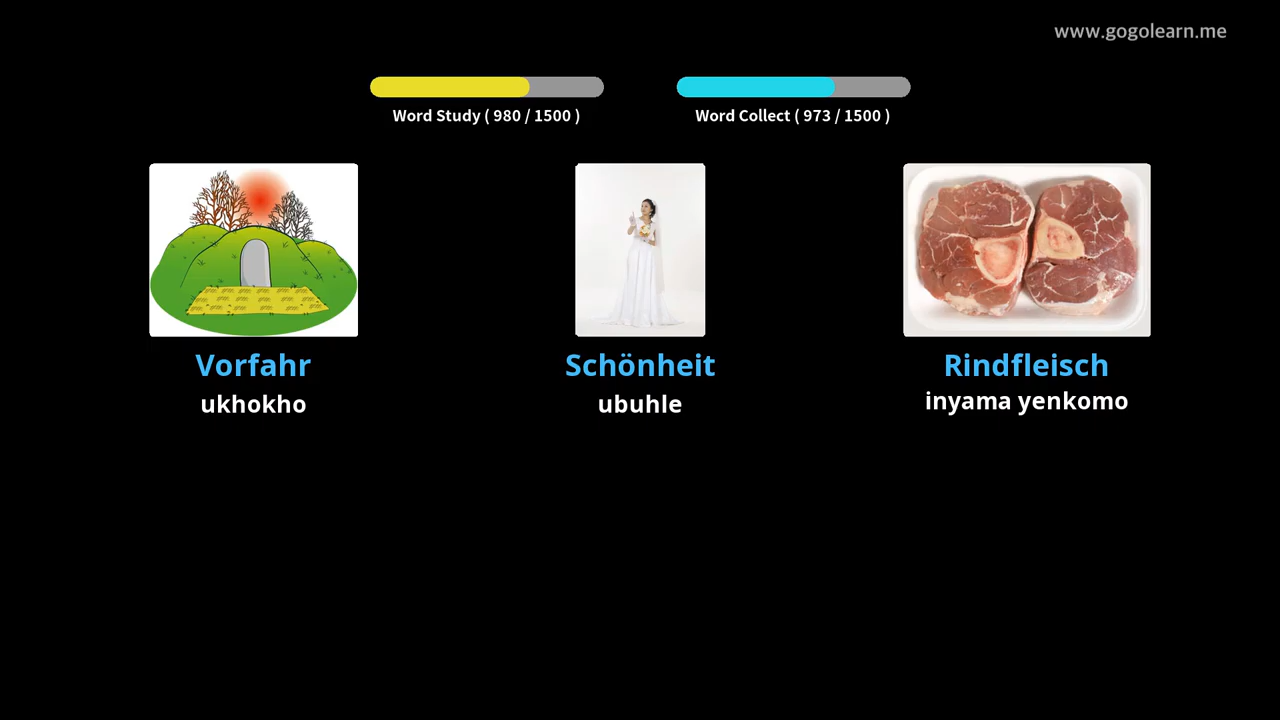 www.gogolearn.me
Word Study ( 980 / 1500 )
Word Collect ( 973 / 1500 )
Vorfahr
Schönheit
Rindfleisch
ukhokho
ubuhle
inyama yenkomo